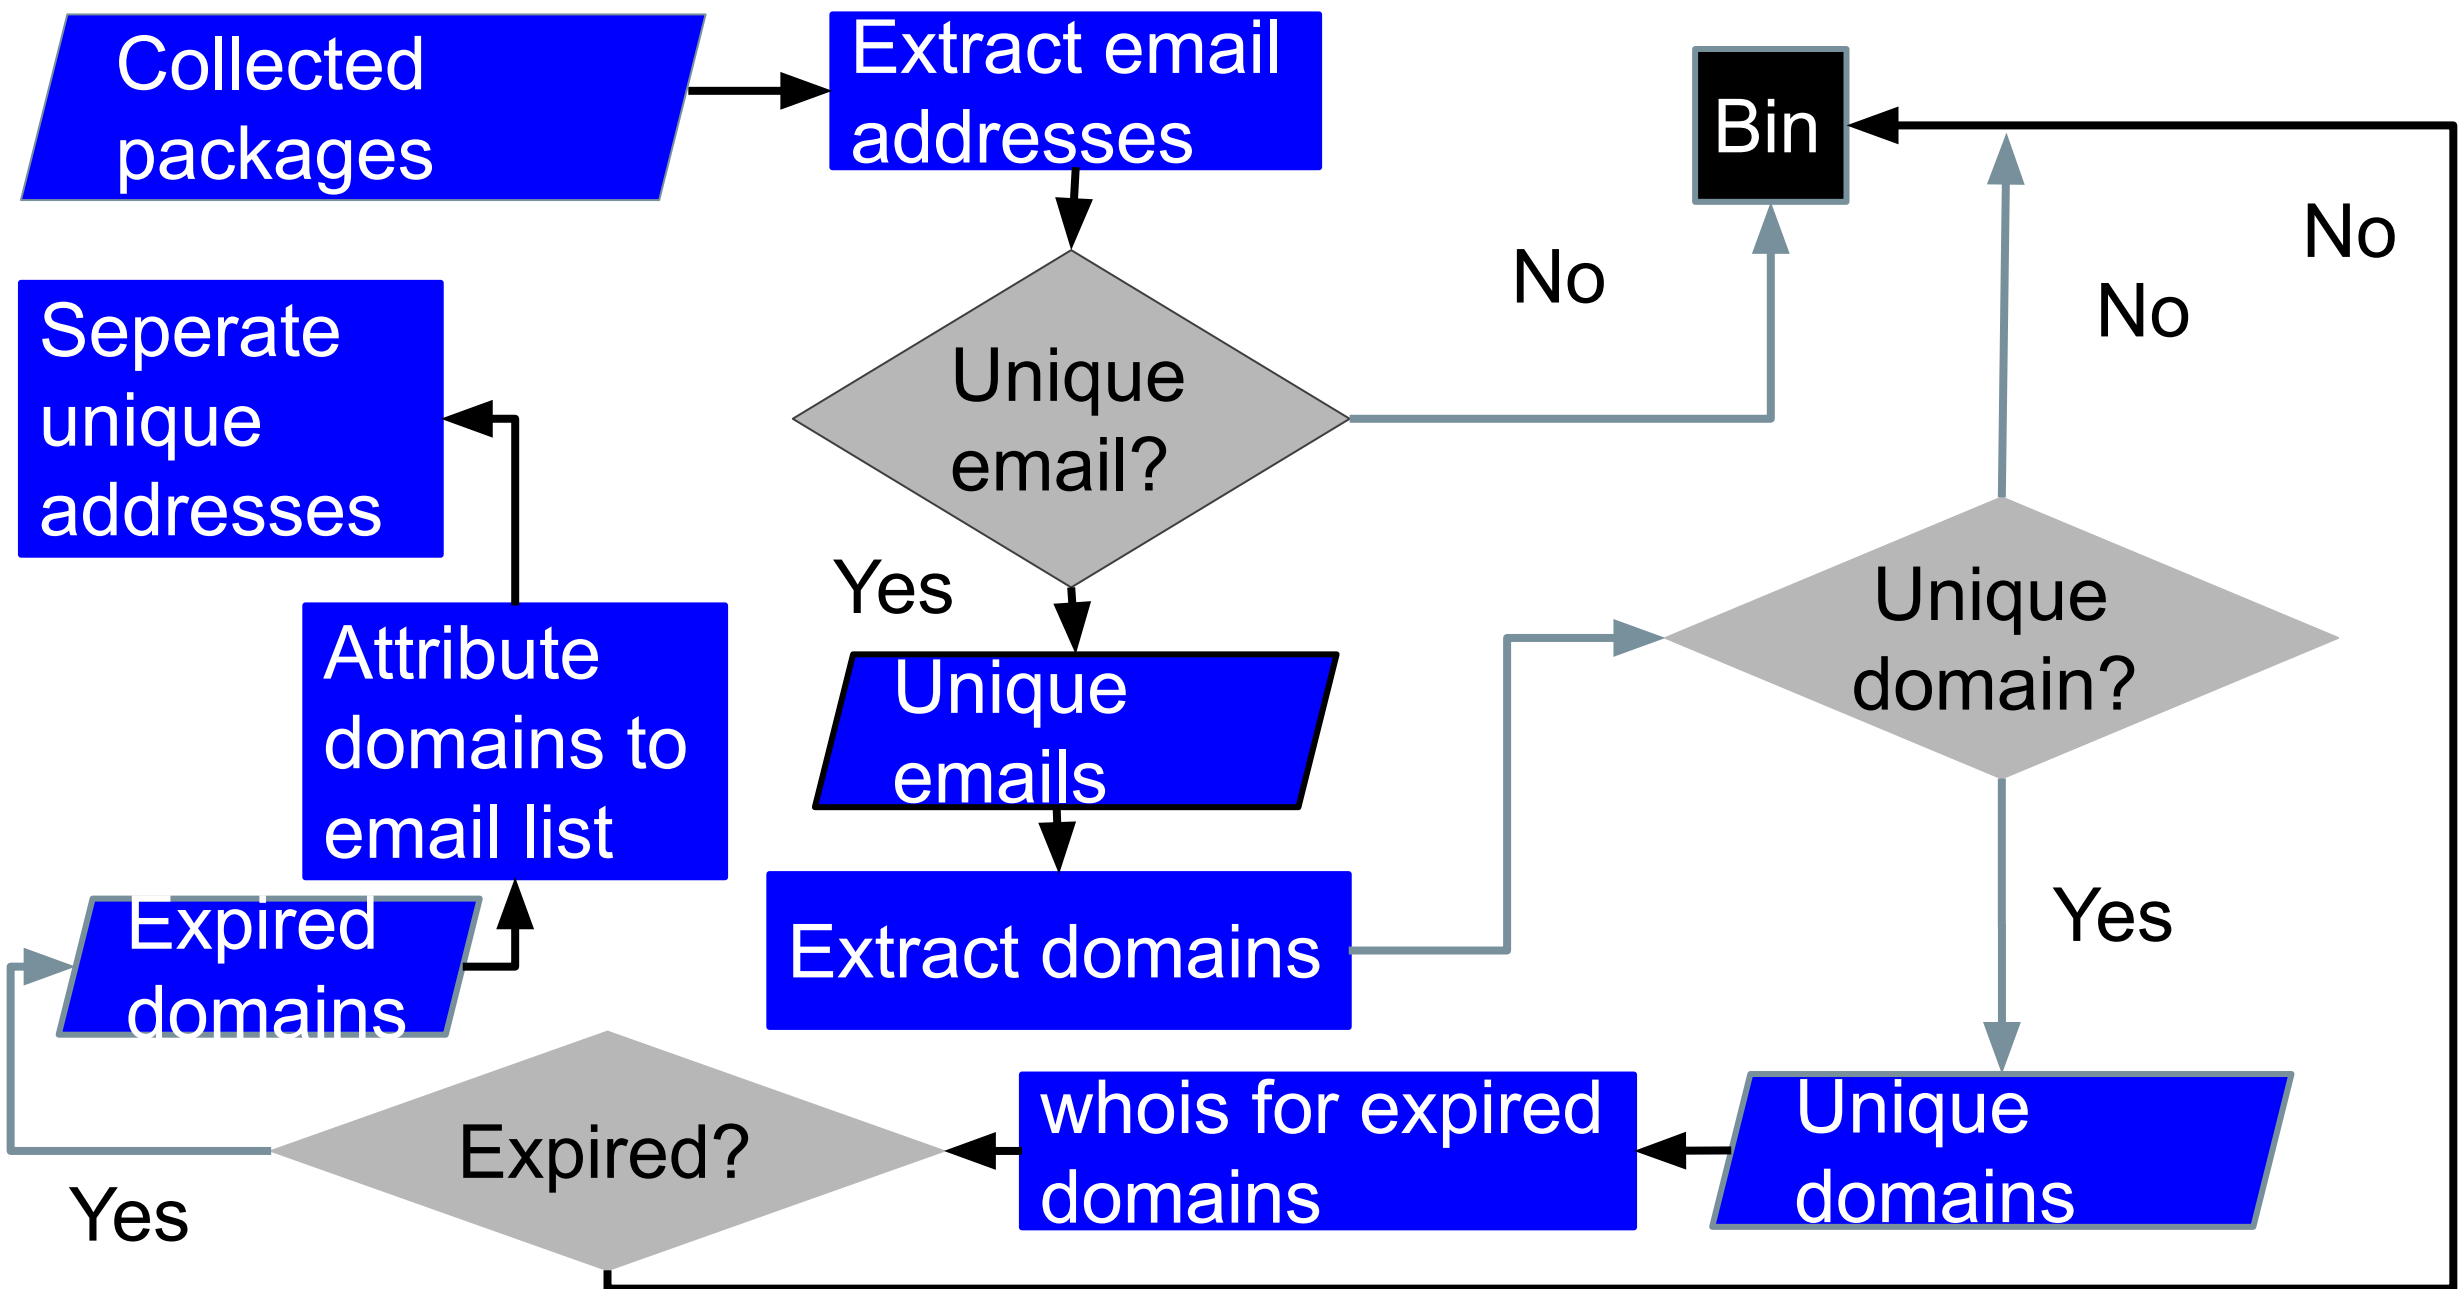 Collected
packages
Extract email
addresses
Bin
No
No
No
Unique
email?
Seperate
unique
addresses
Yes
Unique
domain?
Attribute
domains to
email list
Unique
emails
Yes
Extract domains
Expired
domains
Expired?
Yes
whois for expired
domains
Unique
domains